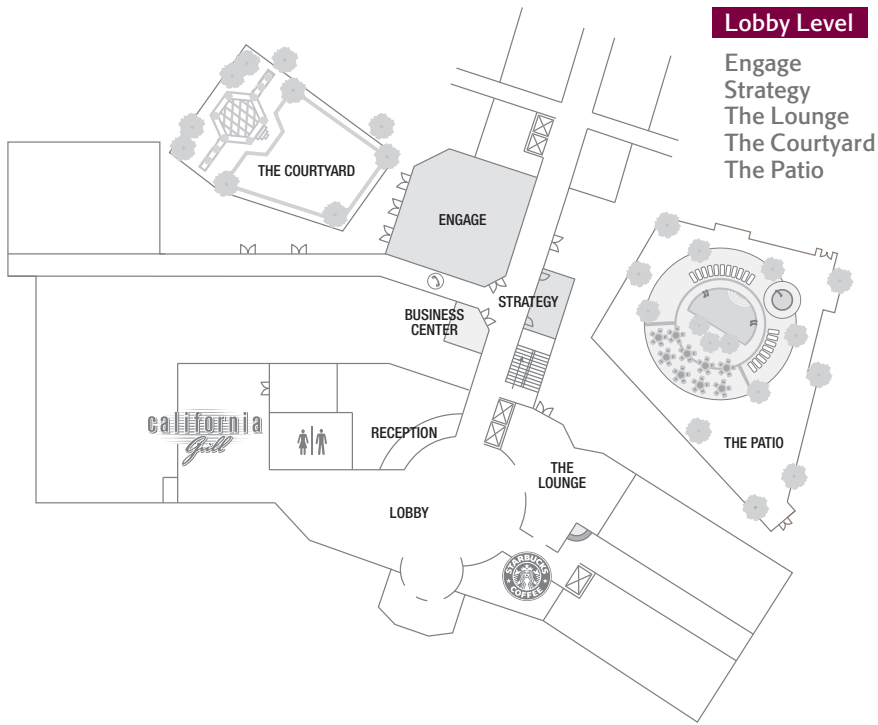 Lobby Level
Engage
Strategy
The Lounge
The Courtyard
The Patio
THE COURTYARD
ENGAGE
STRATEGY
BUSINESS
CENTER
california
Grill
RECEPTION
THE PATIO
THE
LOUNGE
LOBBY
STARBUCKS
COFFEE